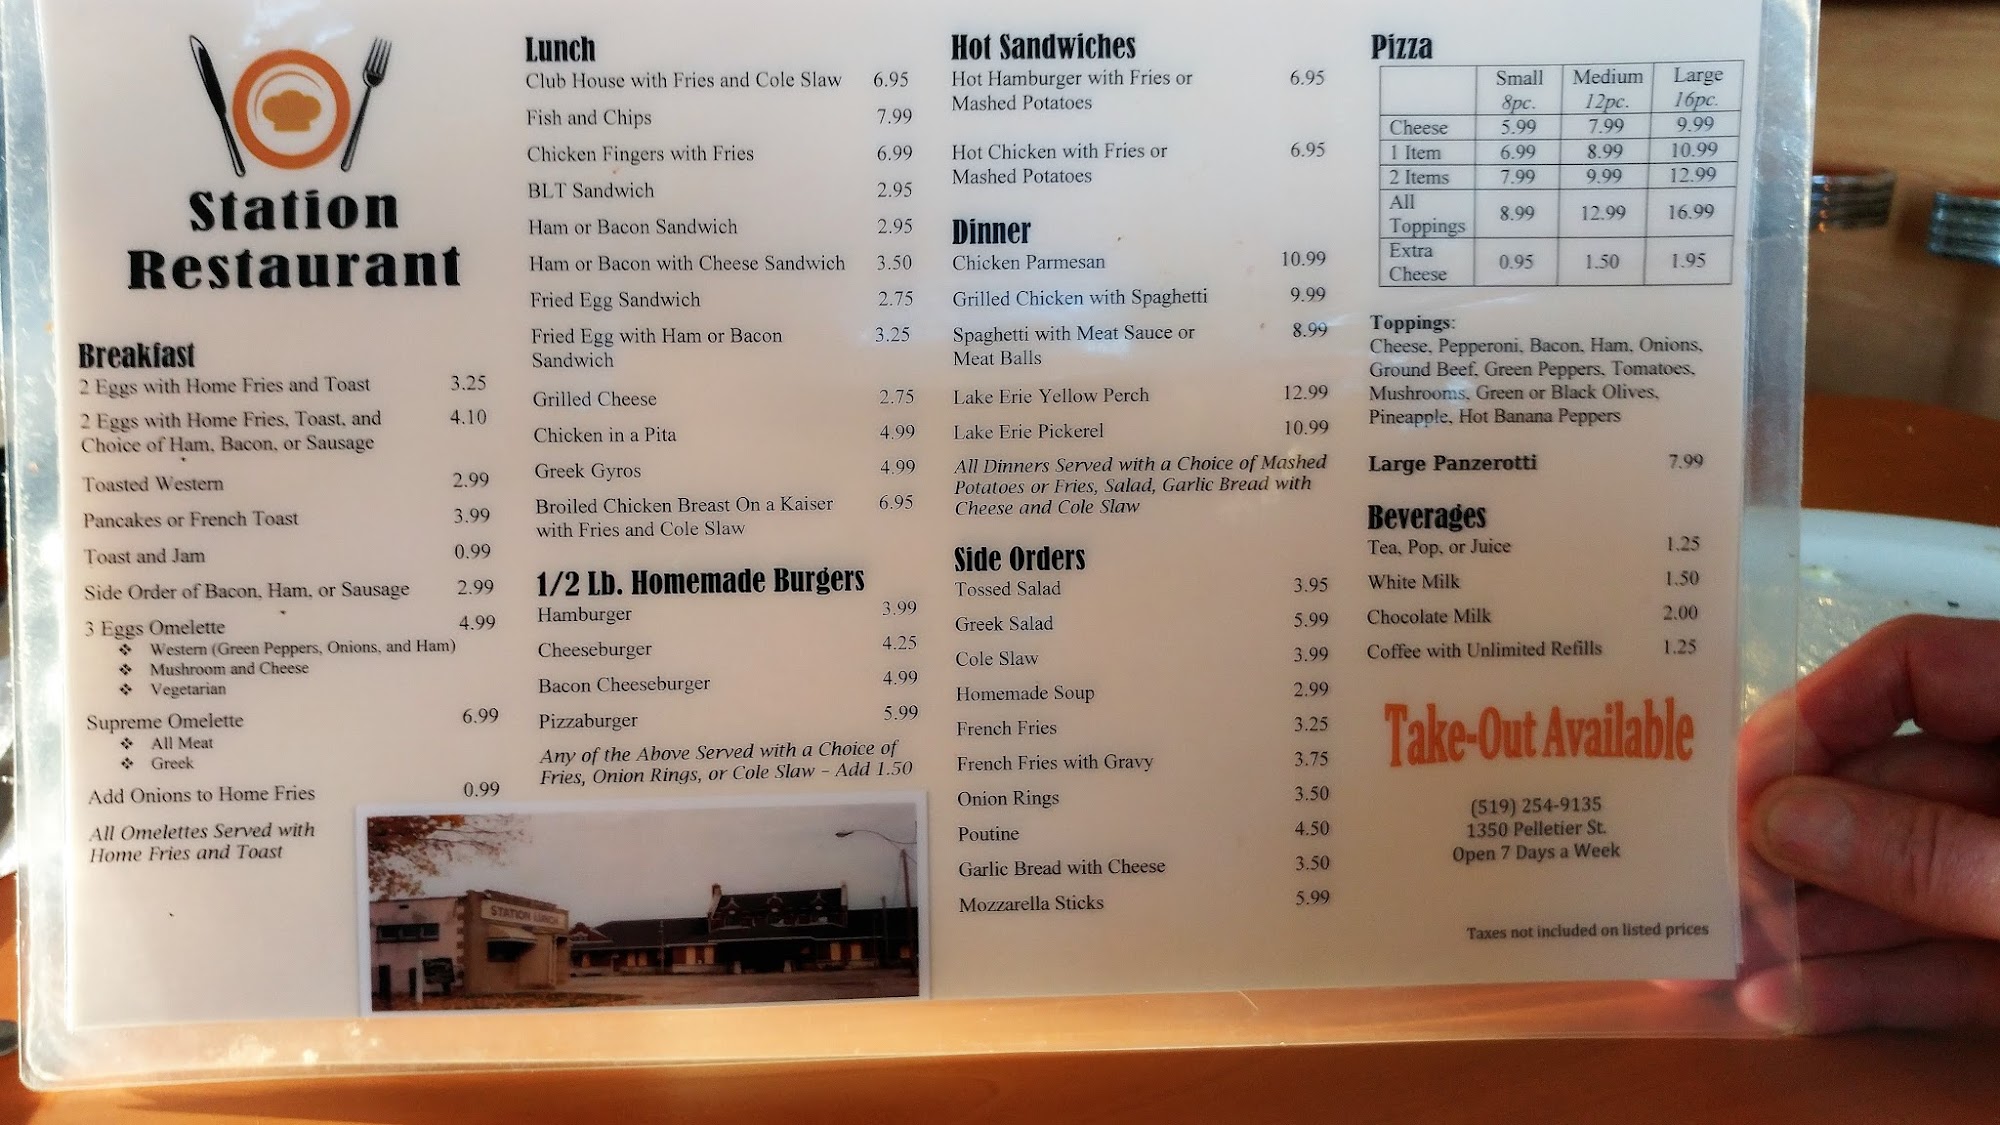 Station
Restaurant
Breakfast
2 Eggs with Home Fries and Toast 3.25
2 Eggs with Home Fries, Toast, and 4.10
Choice of Ham, Bacon, or Sausage
Toasted Western 2.99
Pancakes or French Toast 3.99
Toast and Jam 0.99
Side Order of Bacon, Ham, or Sausage 2.99
3 Eggs Omelette 4.99
❖ Western (Green Peppers, Onions, and Ham)
❖ Mushroom and Cheese
❖ Vegetarian
Supreme Omelette 6.99
❖ All Meat
❖ Greek
Add Onions to Home Fries 0.99
All Omelettes Served with
Home Fries and Toast
Lunch
Club House with Fries and Cole Slaw 6.95
Fish and Chips 7.99
Chicken Fingers with Fries 6.99
BLT Sandwich 2.95
Ham or Bacon Sandwich 2.95
Ham or Bacon with Cheese Sandwich 3.50
Fried Egg Sandwich 2.75
Fried Egg with Ham or Bacon 3.25
Sandwich
Grilled Cheese 2.75
Chicken in a Pita 4.99
Greek Gyros 4.99
Broiled Chicken Breast On a Kaiser 6.95
with Fries and Cole Slaw
1/2 Lb. Homemade Burgers
Hamburger 3.99
Cheeseburger 4.25
Bacon Cheeseburger 4.99
Pizzaburger 5.99
Any of the Above Served with a Choice of
Fries, Onion Rings, or Cole Slaw – Add 1.50
STATION LUNCH
Hot Sandwiches
Hot Hamburger with Fries or 6.95
Mashed Potatoes
Hot Chicken with Fries or 6.95
Mashed Potatoes
Dinner
Chicken Parmesan 10.99
Grilled Chicken with Spaghetti 9.99
Spaghetti with Meat Sauce or 8.99
Meat Balls
Lake Erie Yellow Perch 12.99
Lake Erie Pickerel 10.99
All Dinners Served with a Choice of Mashed
Potatoes or Fries, Salad, Garlic Bread with
Cheese and Cole Slaw
Side Orders
Tossed Salad 3.95
Greek Salad 5.99
Cole Slaw 3.99
Homemade Soup 2.99
French Fries 3.25
French Fries with Gravy 3.75
Onion Rings 3.50
Poutine 4.50
Garlic Bread with Cheese 3.50
Mozzarella Sticks 5.99
Pizza
Small Medium Large
8pc. 12pc. 16pc.
Cheese 5.99 7.99 9.99
1 Item 6.99 8.99 10.99
2 Items 7.99 9.99 12.99
All
Toppings 8.99 12.99 16.99
Extra
Cheese 0.95 1.50 1.95
Toppings:
Cheese, Pepperoni, Bacon, Ham, Onions,
Ground Beef, Green Peppers, Tomatoes,
Mushrooms, Green or Black Olives,
Pineapple, Hot Banana Peppers
Large Panzerotti 7.99
Beverages
Tea, Pop, or Juice 1.25
White Milk 1.50
Chocolate Milk 2.00
Coffee with Unlimited Refills 1.25
Take-Out Available
(519) 254-9135
1350 Pelletier St.
Open 7 Days a Week
Taxes not included on listed prices